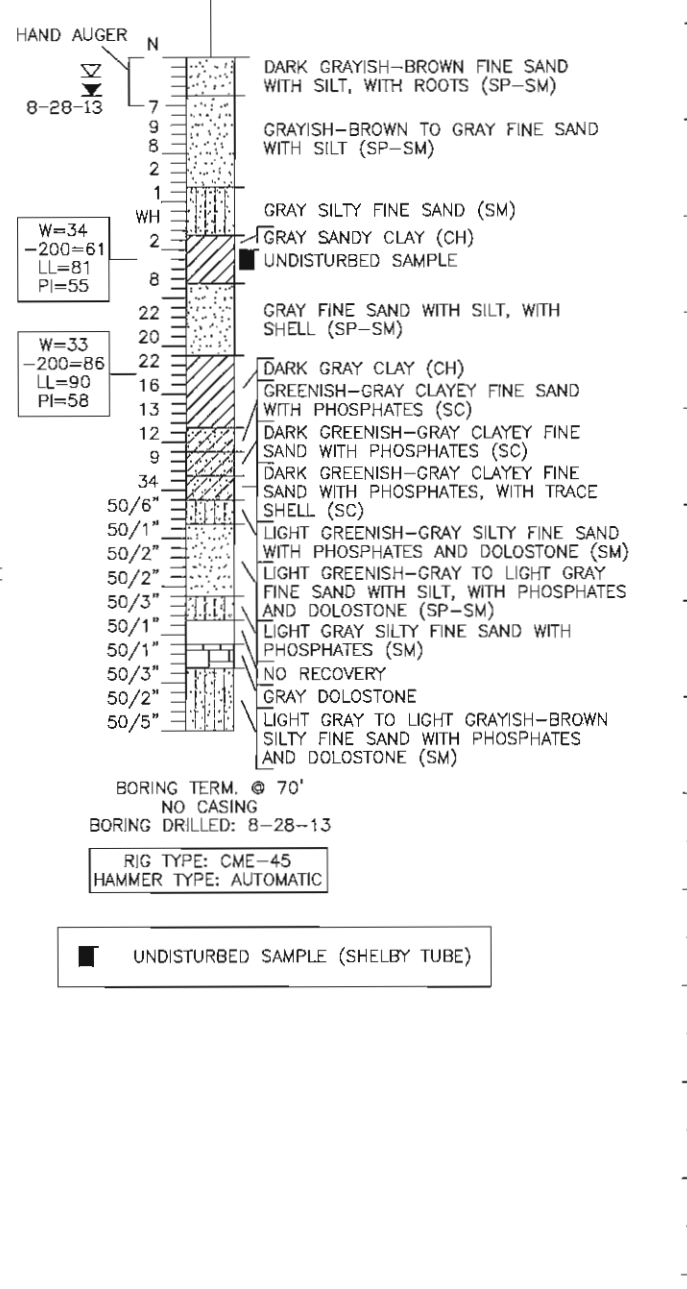 HAND AUGER
N
8-28-13
7
9
8
2
1
WH
2
8
22
20
22
16
13
12
9
34
50/6"
50/1"
50/2"
50/2"
50/3"
50/1"
50/1"
50/3"
50/2"
50/5"
W=34
-200=61
LL=81
PI=55
W=33
-200=86
LL=90
PI=58
DARK GRAYISH-BROWN FINE SAND
WITH SILT, WITH ROOTS (SP-SM)
GRAYISH-BROWN TO GRAY FINE SAND
WITH SILT (SP-SM)
GRAY SILTY FINE SAND (SM)
GRAY SANDY CLAY (CH)
UNDISTURBED SAMPLE
GRAY FINE SAND WITH SILT, WITH
SHELL (SP-SM)
DARK GRAY CLAY (CH)
GREENISH-GRAY CLAYEY FINE SAND
WITH PHOSPHATES (SC)
DARK GREENISH-GRAY CLAYEY FINE
SAND WITH PHOSPHATES (SC)
DARK GREENISH-GRAY CLAYEY FINE
SAND WITH PHOSPHATES, WITH TRACE
SHELL (SC)
LIGHT GREENISH-GRAY SILTY FINE SAND
WITH PHOSPHATES AND DOLOSTONE (SM)
LIGHT GREENISH-GRAY TO LIGHT GRAY
FINE SAND WITH SILT, WITH PHOSPHATES
AND DOLOSTONE (SP-SM)
LIGHT GRAY SILTY FINE SAND WITH
PHOSPHATES (SM)
NO RECOVERY
GRAY DOLOSTONE
LIGHT GRAY TO LIGHT GRAYISH-BROWN
SILTY FINE SAND WITH PHOSPHATES
AND DOLOSTONE (SM)
BORING TERM. @ 70'
NO CASING
BORING DRILLED: 8-28-13
RIG TYPE: CME-45
HAMMER TYPE: AUTOMATIC
UNDISTURBED SAMPLE (SHELBY TUBE)